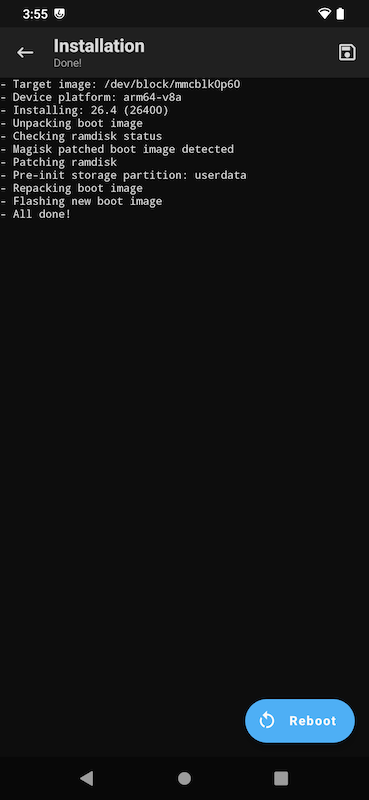 3:55
Installation
Done!
- Target image: /dev/block/mmcblk0p60
- Device platform: arm64-v8a
- Installing: 26.4 (26400)
- Unpacking boot image
- Checking ramdisk status
- Magisk patched boot image detected
- Patching ramdisk
- Pre-init storage partition: userdata
- Repacking boot image
- Flashing new boot image
- All done!
Reboot